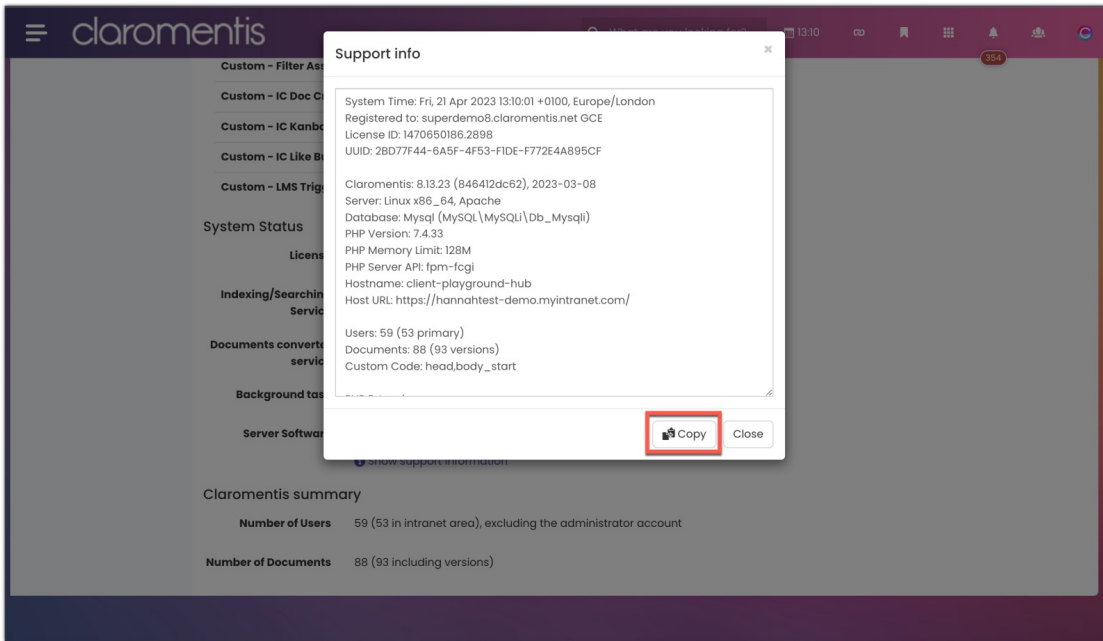 claromentis
What are you looking for?
13:10
354
Custom - Filter As
Custom - IC Doc C
Custom - IC Kanb
Custom - IC Like B
Custom - LMS Trig
System Status
Licens
Indexing/Searchin
Servic
Documents converte
servic
Background tas
Server Softwar
Support info
×
System Time: Fri, 21 Apr 2023 13:10:01 +0100, Europe/London
Registered to: superdemo8.claromentis.net GCE
License ID: 1470650186.2898
UUID: 2BD77F44-6A5F-4F53-F1DE-F772E4A895CF
Claromentis: 8.13.23 (846412dc62), 2023-03-08
Server: Linux x86_64, Apache
Database: Mysql (MySQL\MySQLi\Db_Mysqli)
PHP Version: 7.4.33
PHP Memory Limit: 128M
PHP Server API: fpm-fcgi
Hostname: client-playground-hub
Host URL: https://hannahtest-demo.myintranet.com/
Users: 59 (53 primary)
Documents: 88 (93 versions)
Custom Code: head,body_start
Copy
Close
Show support information
Claromentis summary
Number of Users 59 (53 in intranet area), excluding the administrator account
Number of Documents 88 (93 including versions)